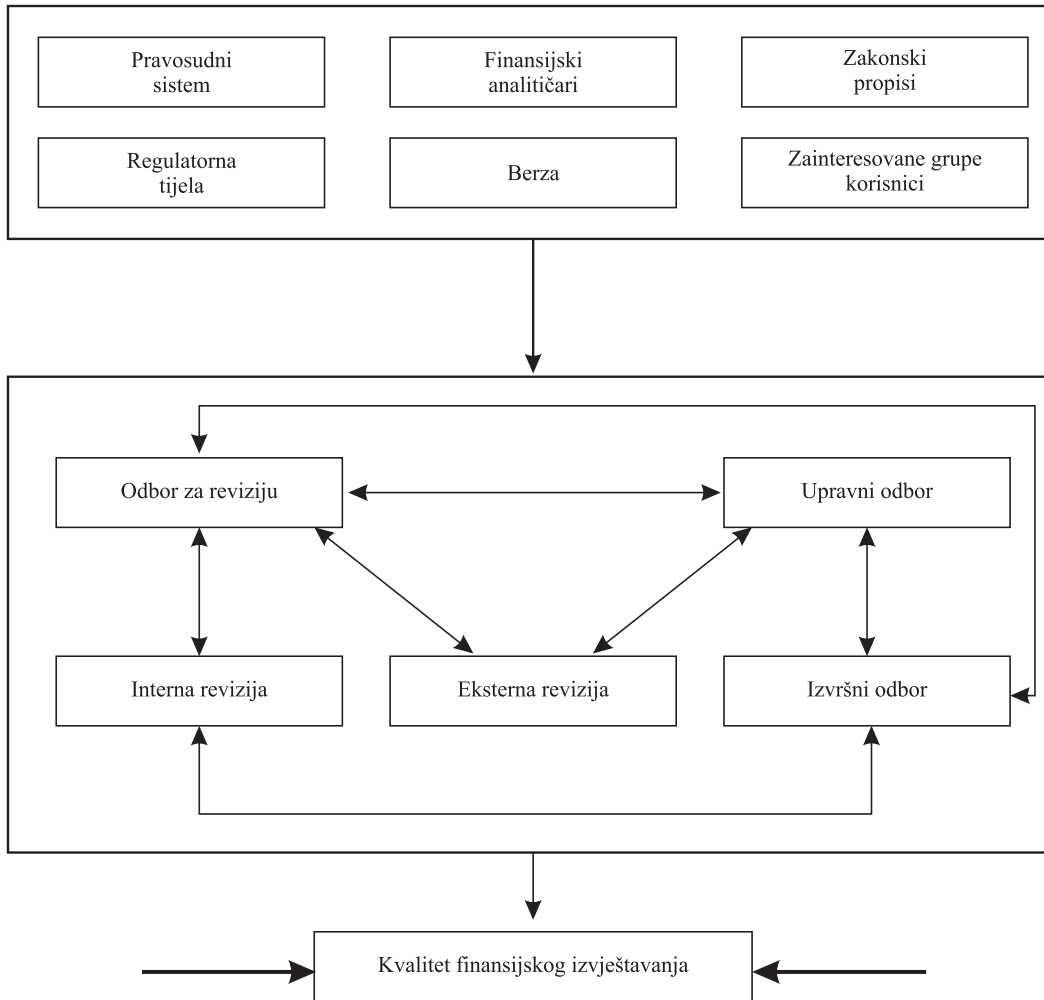 Pravosudni
sistem
Finansijski
analitičari
Zakonski
propisi
Regulatorna
tijela
Berza
Zainteresovane grupe
korisnici
Odbor za reviziju
Upravni odbor
Interna revizija
Eksterna revizija
Izvršni odbor
Kvalitet finansijskog izvještavanja